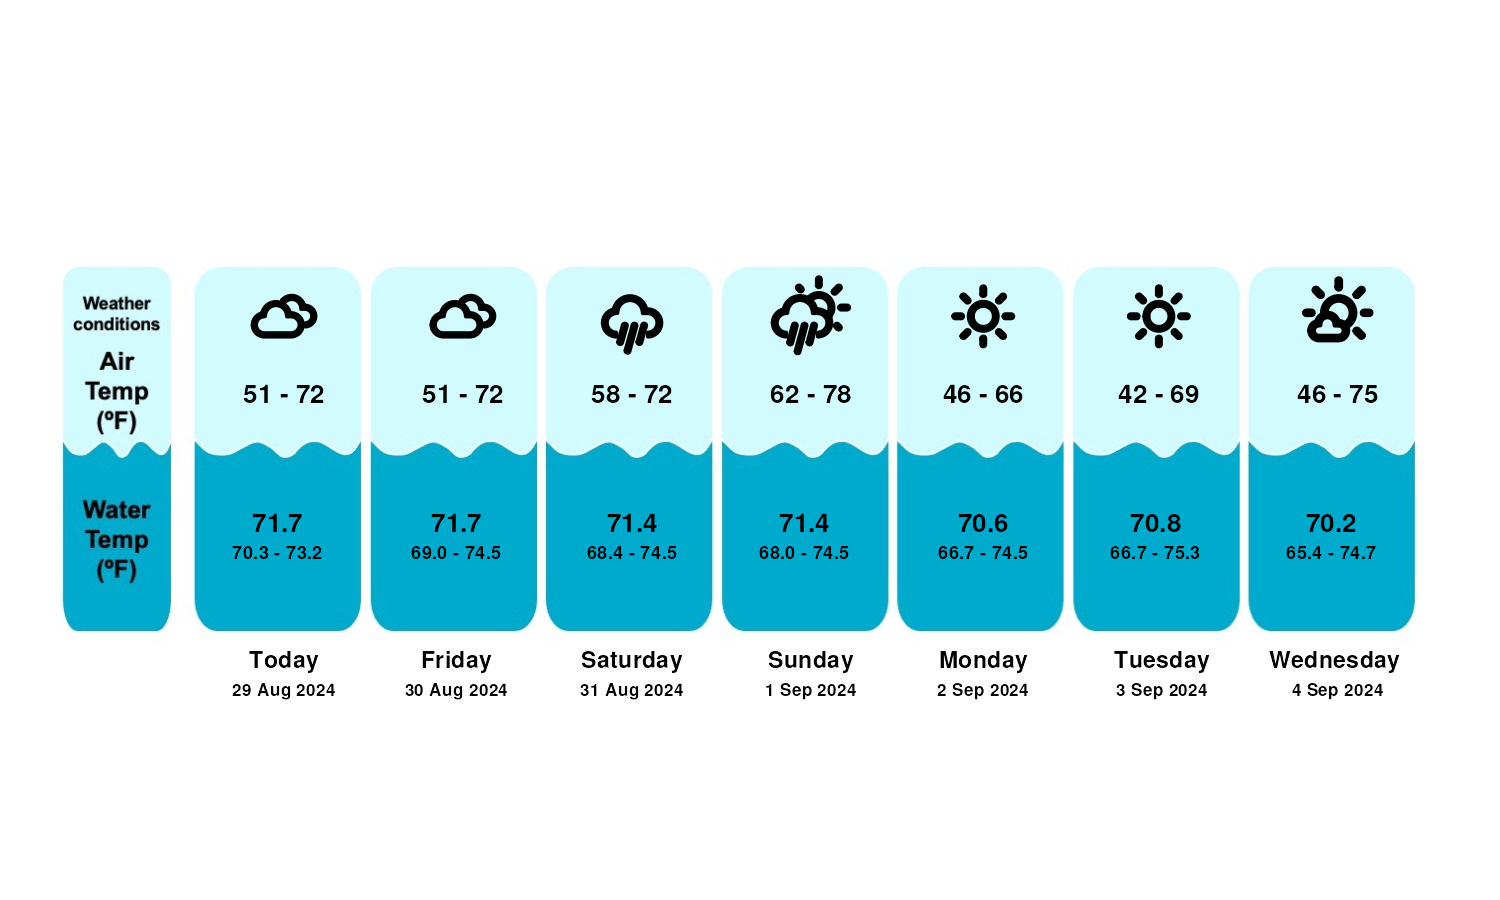 Weather
conditions
Air
Temp
(ºF)
Water
Temp
(ºF)
51 - 72
71.7
70.3 - 73.2
Today
29 Aug 2024
51 - 72
71.7
69.0 - 74.5
Friday
30 Aug 2024
58 - 72
71.4
68.4 - 74.5
Saturday
31 Aug 2024
62 - 78
71.4
68.0 - 74.5
Sunday
1 Sep 2024
46 - 66
70.6
66.7 - 74.5
Monday
2 Sep 2024
42 - 69
70.8
66.7 - 75.3
Tuesday
3 Sep 2024
46 - 75
70.2
65.4 - 74.7
Wednesday
4 Sep 2024